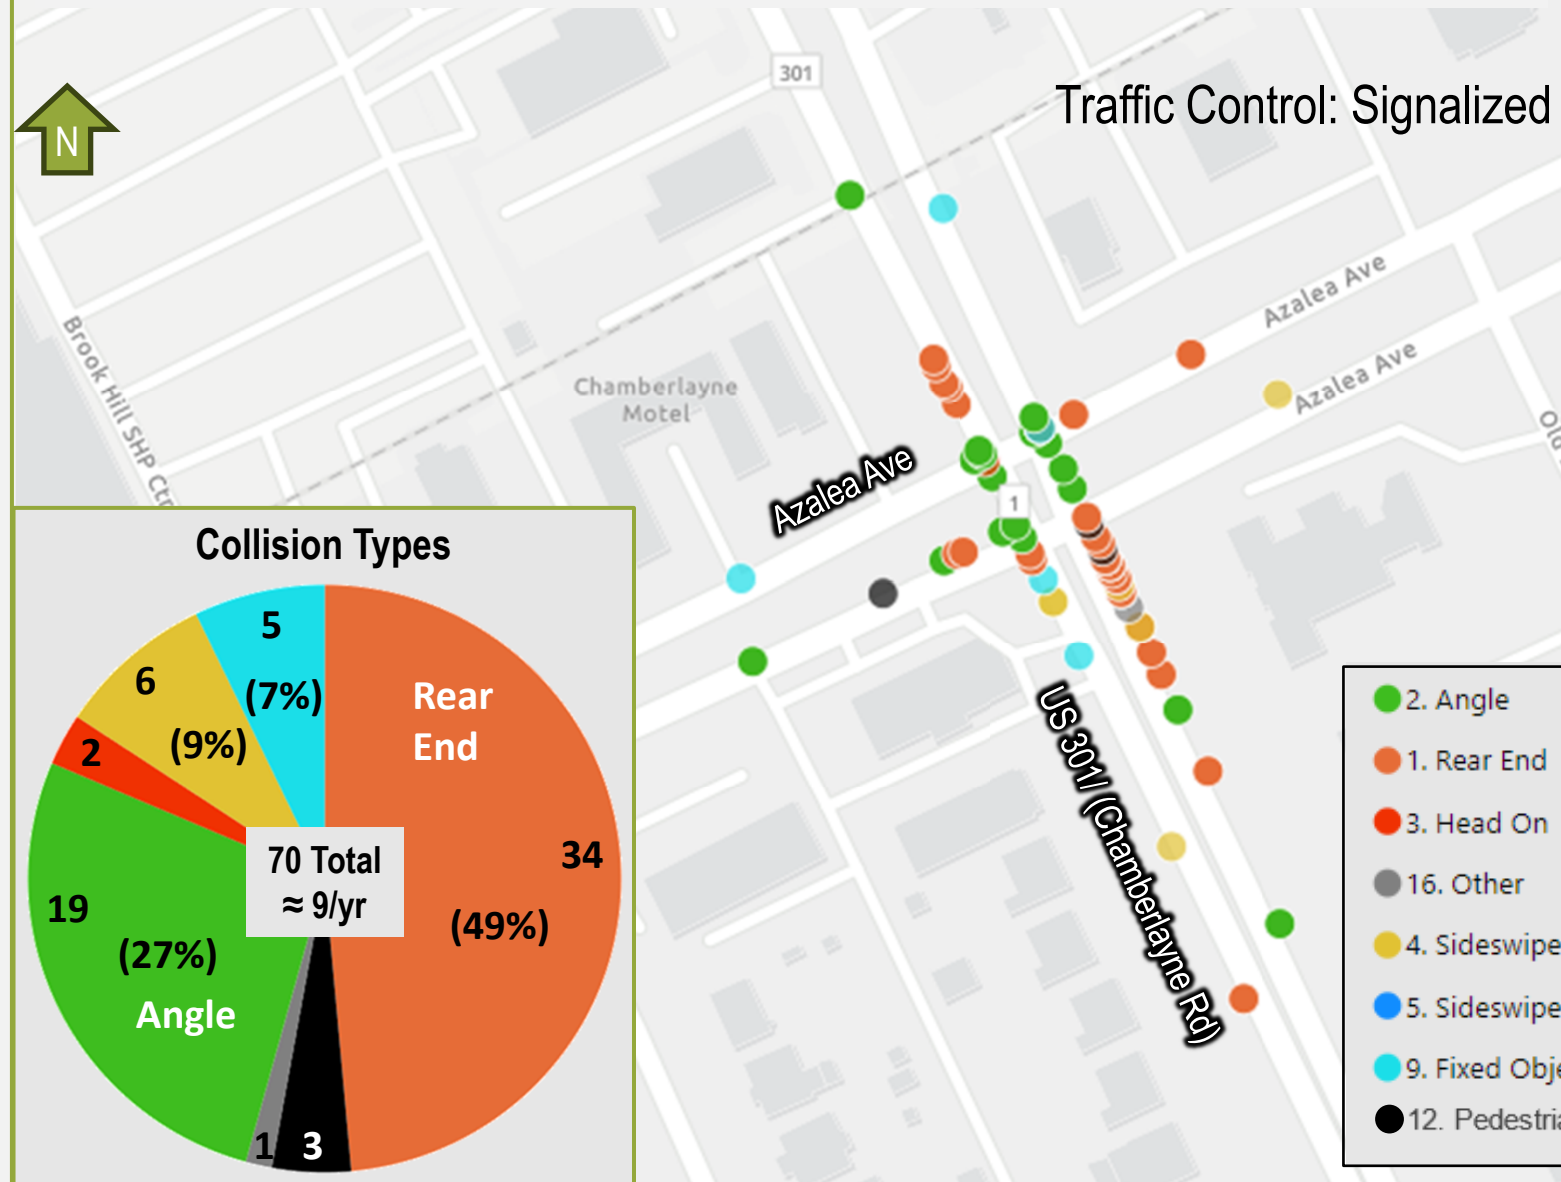 301
Traffic Control: Signalized
N
Azalea Ave
Azalea Ave
Brook Hill SHP Ctr
Chamberlayne
Motel
Azalea Ave
1
Collision Types
5
(7%)
6
(9%)
2
Rear
End
34
(49%)
70 Total
≈ 9/yr
19
(27%)
Angle
1
3
US 301/ (Chamberlayne Rd)
2. Angle
1. Rear End
3. Head On
16. Other
4. Sideswipe
5. Sideswipe
9. Fixed Obje
12. Pedestria